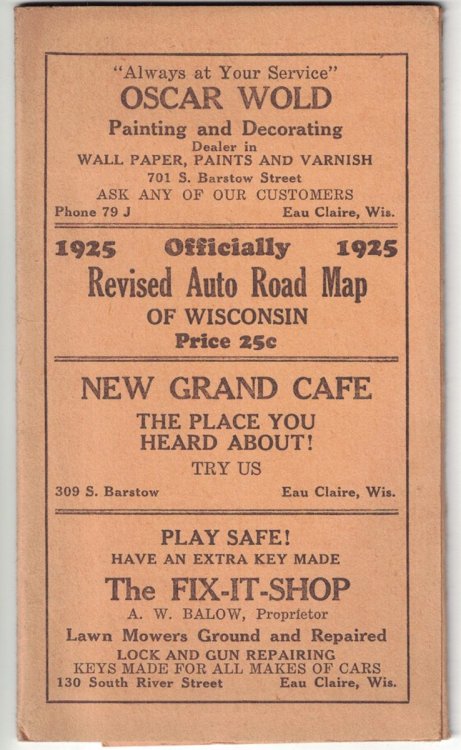 "Always at Your Service"
OSCAR WOLD
Painting and Decorating
Dealer in
WALL PAPER, PAINTS AND VARNISH
701 S. Barstow Street
ASK ANY OF OUR CUSTOMERS
Phone 79 J Eau Claire, Wis.
1925 Officially 1925
Revised Auto Road Map
OF WISCONSIN
Price 25c
NEW GRAND CAFE
THE PLACE YOU
HEARD ABOUT!
TRY US
309 S. Barstow Eau Claire, Wis.
PLAY SAFE!
HAVE AN EXTRA KEY MADE
The FIX-IT-SHOP
A. W. BALOW, Proprietor
Lawn Mowers Ground and Repaired
LOCK AND GUN REPAIRING
KEYS MADE FOR ALL MAKES OF CARS
130 South River Street Eau Claire, Wis.